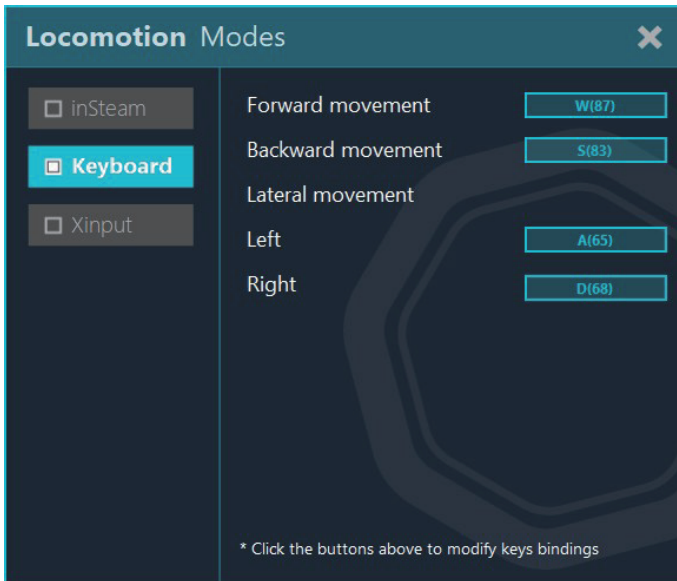 Locomotion Modes
inSteam
Keyboard
Xinput
Forward movement W(87)
Backward movement S(83)
Lateral movement
Left A(65)
Right D(68)
* Click the buttons above to modify keys bindings